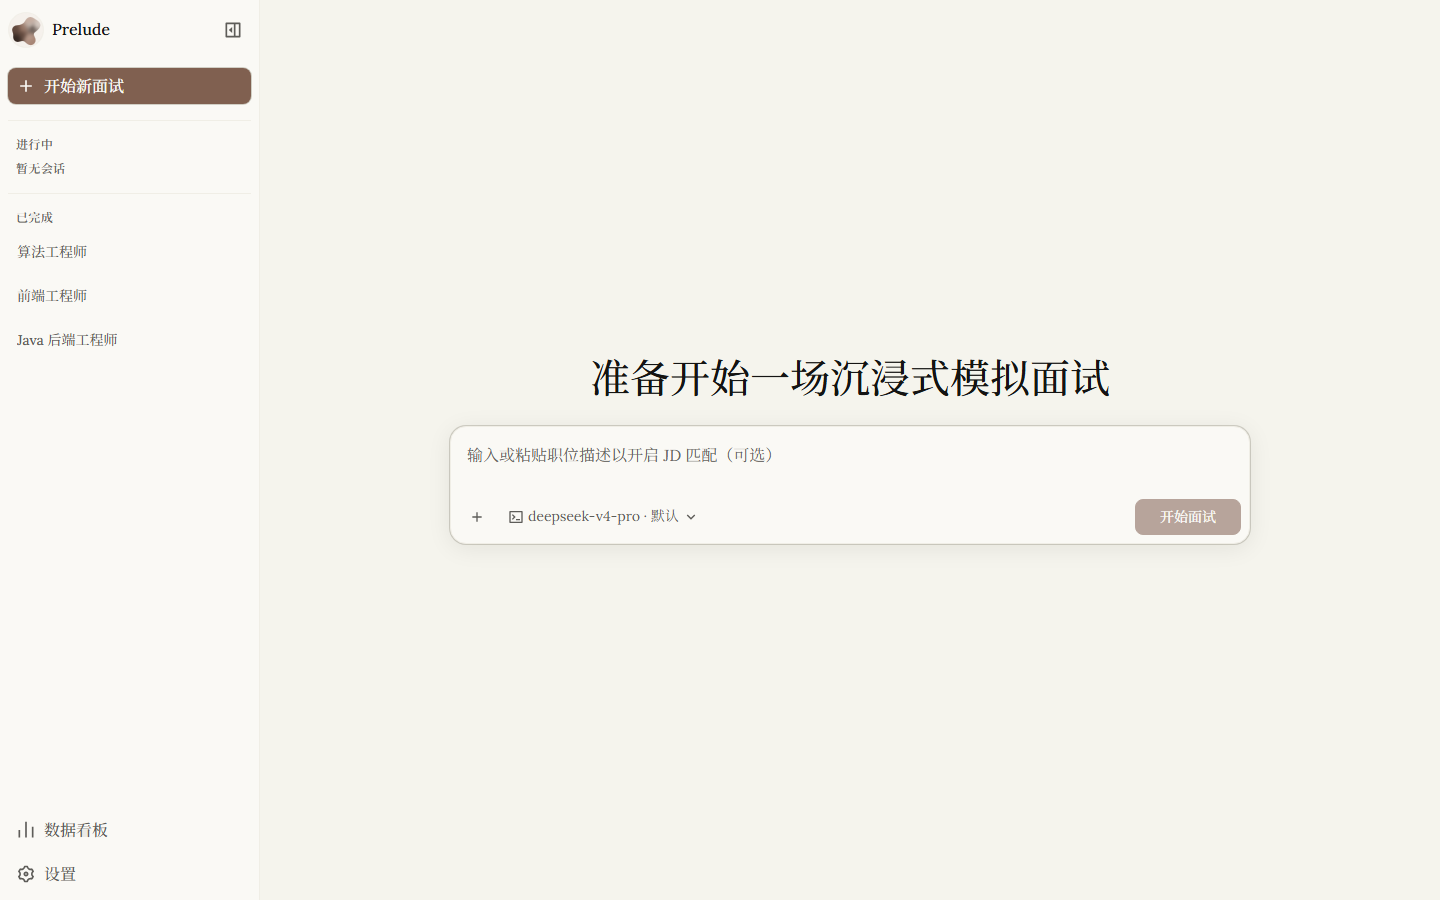 Prelude
开始新面试
进行中
暂无会话
已完成
算法工程师
前端工程师
Java 后端工程师
数据看板
设置
准备开始一场沉浸式模拟面试
输入或粘贴职位描述以开启 JD 匹配（可选）
deepseek-v4-pro · 默认
开始面试